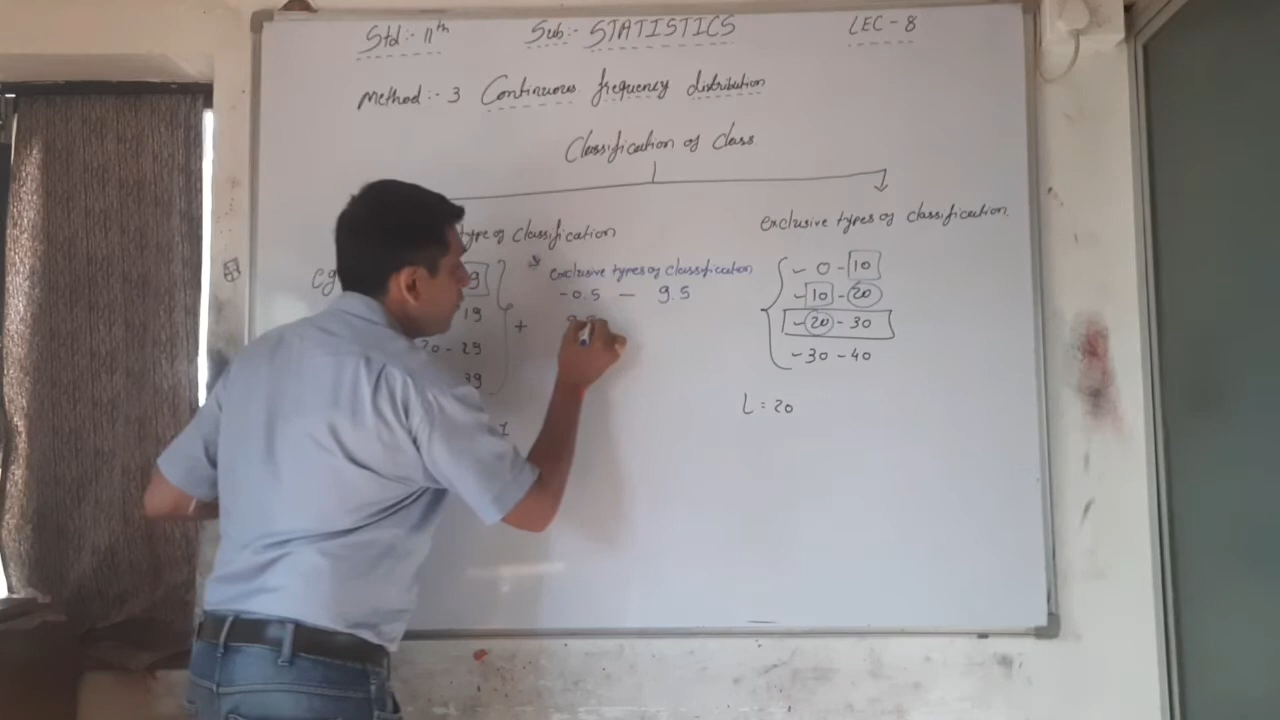 Std:- 11th Sub:- STATISTICS LEC - 8
Method:- 3 Continuous frequency distribution
Classification of class
type of classification
exclusive types of classification
eg
9
19
20 - 29
39
+
* exclusive types of classification
-0.5 — 9.5
- 0 - 10
- 10 - 20
- 20 - 30
- 30 - 40
L = 20